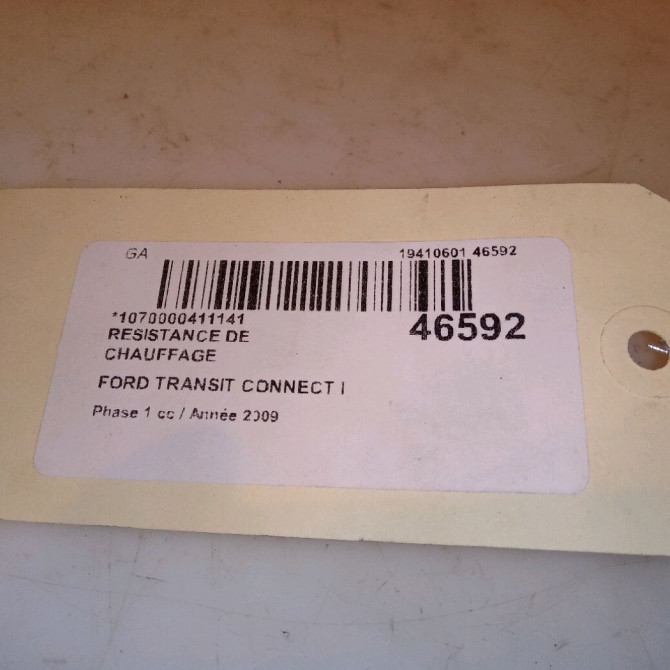 GA 19410601 46592
*1070000411141 46592
RESISTANCE DE
CHAUFFAGE
FORD TRANSIT CONNECT I
Phase 1 cc / Année 2009